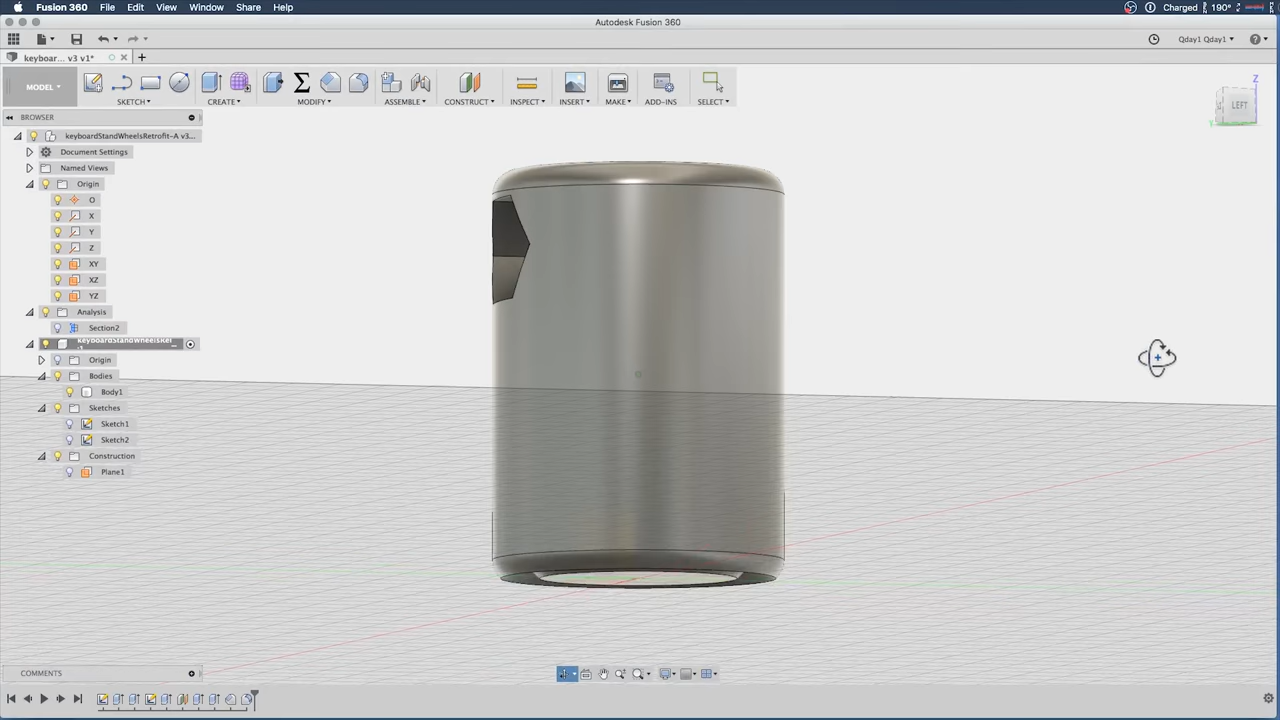 Fusion 360 File Edit View Window Share Help Charged 190°
Autodesk Fusion 360
Qday1 Qday1
keyboar... v3 v1*
MODEL
SKETCH CREATE MODIFY ASSEMBLE CONSTRUCT INSPECT INSERT MAKE ADD-INS SELECT
Z
LEFT
Y
BROWSER
keyboardStandWheelsRetrofit-A v3...
Document Settings
Named Views
Origin
O
X
Y
Z
XY
XZ
YZ
Analysis
Section2
Origin
Bodies
Body1
Sketches
Sketch1
Sketch2
Construction
Plane1
COMMENTS